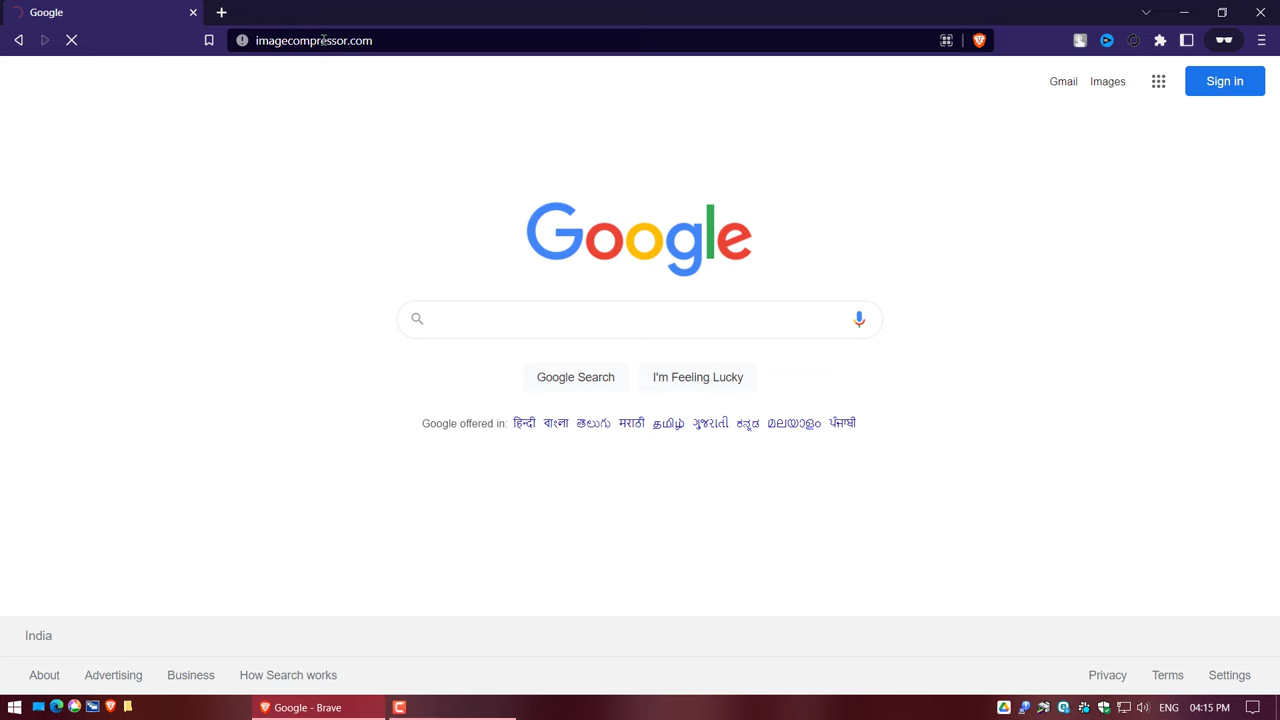 Google
imagecompressor.com
Gmail Images Sign in
Google
Google Search I'm Feeling Lucky
Google offered in: हिन्दी বাংলা తెలుగు मराठी தமிழ் ગુજરાતી ಕನ್ನಡ മലയാളം ਪੰਜਾਬੀ
India
About Advertising Business How Search works Privacy Terms Settings
Google - Brave ENG 04:15 PM